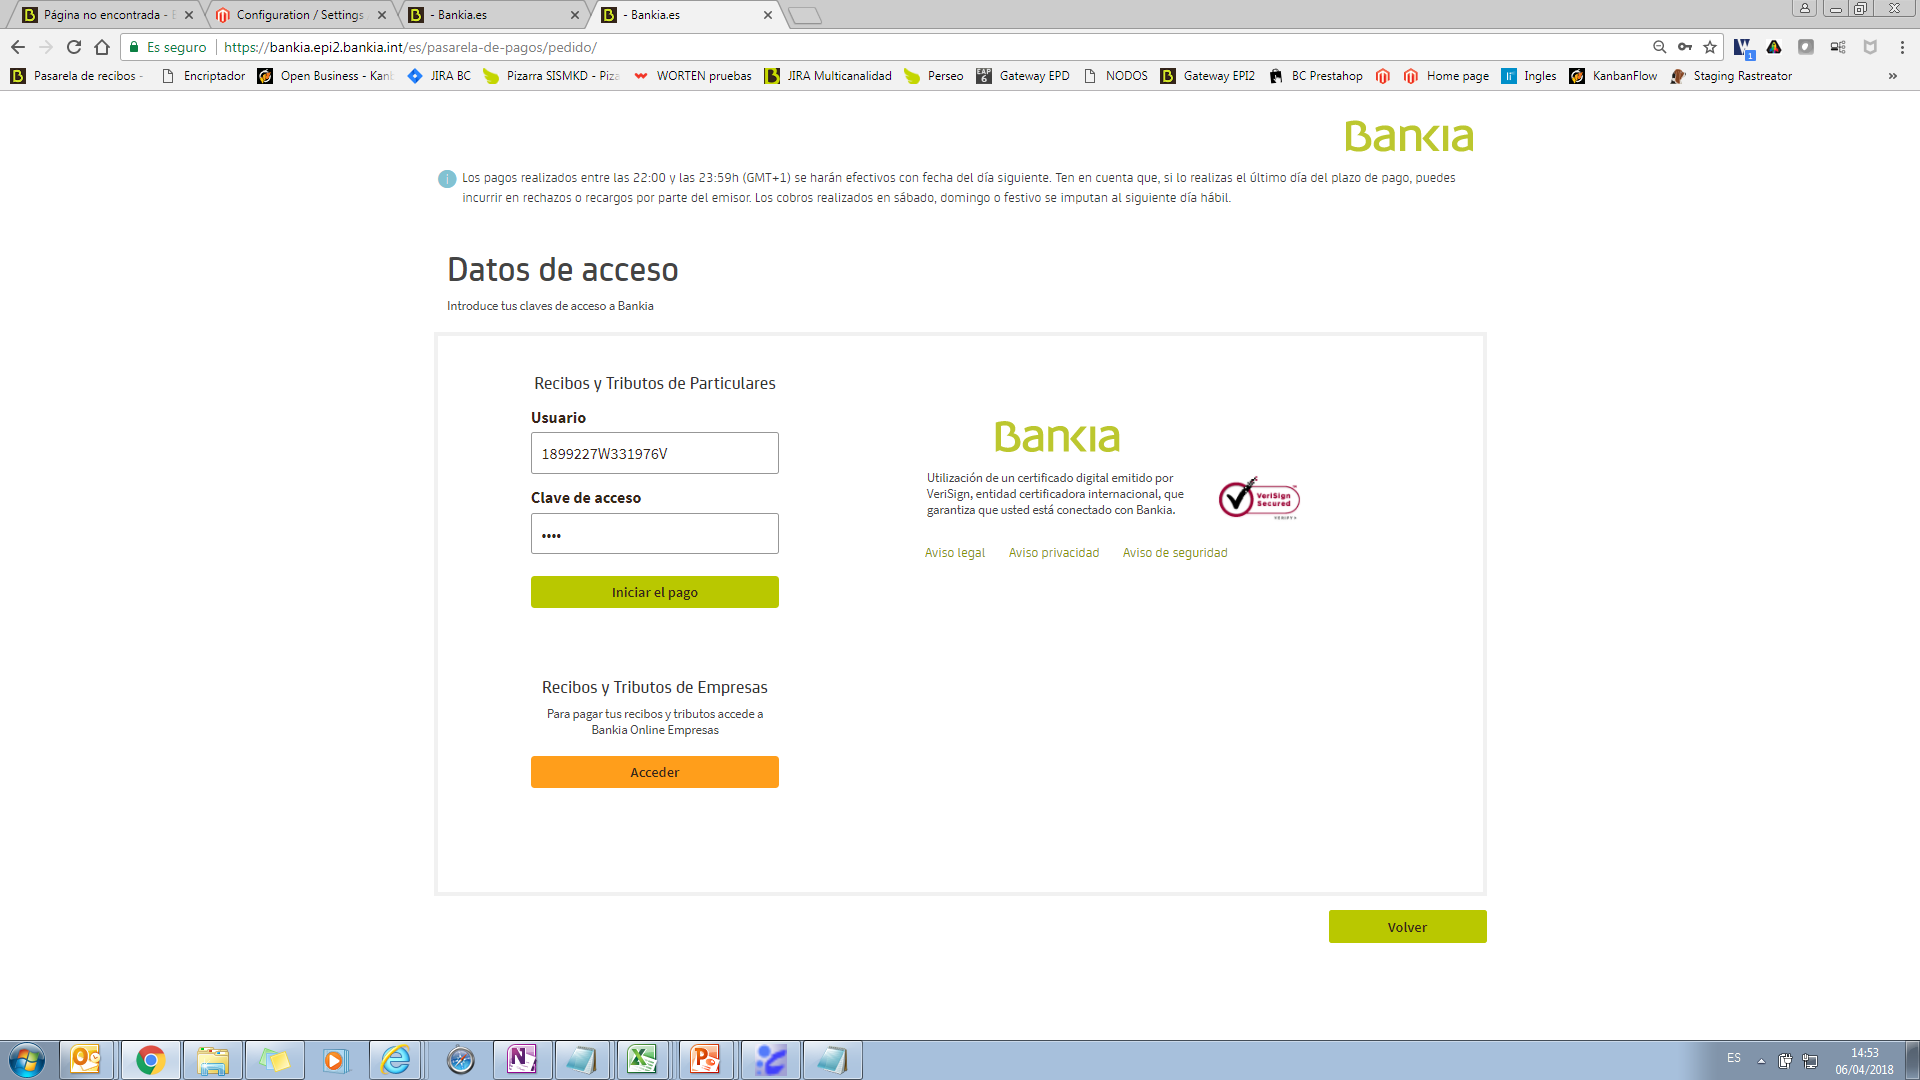 Página no encontrada - 
Configuration / Settings
- Bankia.es
- Bankia.es
Es seguro
https://bankia.epi2.bankia.int/es/pasarela-de-pagos/pedido/
1
Pasarela de recibos -
Encriptador
Open Business - Kanb
JIRA BC
Pizarra SISMKD - Piza
WORTEN pruebas
JIRA Multicanalidad
Perseo
EAP 6
Gateway EPD
NODOS
Gateway EPI2
BC Prestahop
Home page
Ingles
KanbanFlow
Staging Rastreator
»
Bankia
Los pagos realizados entre las 22:00 y las 23:59h (GMT+1) se harán efectivos con fecha del día siguiente. Ten en cuenta que, si lo realizas el último día del plazo de pago, puedes
incurrir en rechazos o recargos por parte del emisor. Los cobros realizados en sábado, domingo o festivo se imputan al siguiente día hábil.
Datos de acceso
Introduce tus claves de acceso a Bankia
Recibos y Tributos de Particulares
Usuario
1899227W331976V
Clave de acceso
••••
Iniciar el pago
Recibos y Tributos de Empresas
Para pagar tus recibos y tributos accede a
Bankia Online Empresas
Acceder
Bankia
Utilización de un certificado digital emitido por
VeriSign, entidad certificadora internacional, que
garantiza que usted está conectado con Bankia.
VeriSign
Secured
VERIFY
Aviso legal
Aviso privacidad
Aviso de seguridad
Volver
ES
14:53
06/04/2018